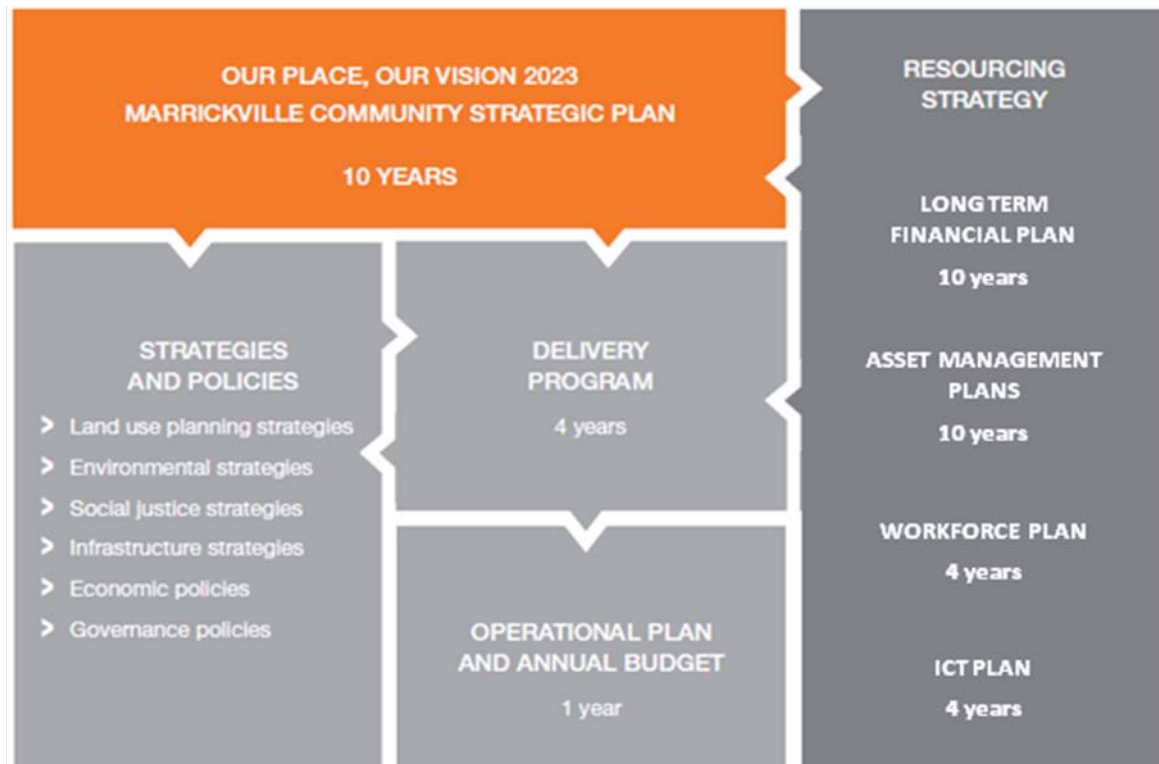 OUR PLACE, OUR VISION 2023
MARRICKVILLE COMMUNITY STRATEGIC PLAN
10 YEARS
STRATEGIES
AND POLICIES
> Land use planning strategies
> Environmental strategies
> Social justice strategies
> Infrastructure strategies
> Economic policies
> Governance policies
DELIVERY
PROGRAM
4 years
OPERATIONAL PLAN
AND ANNUAL BUDGET
1 year
RESOURCING
STRATEGY
LONG TERM
FINANCIAL PLAN
10 years
ASSET MANAGEMENT
PLANS
10 years
WORKFORCE PLAN
4 years
ICT PLAN
4 years